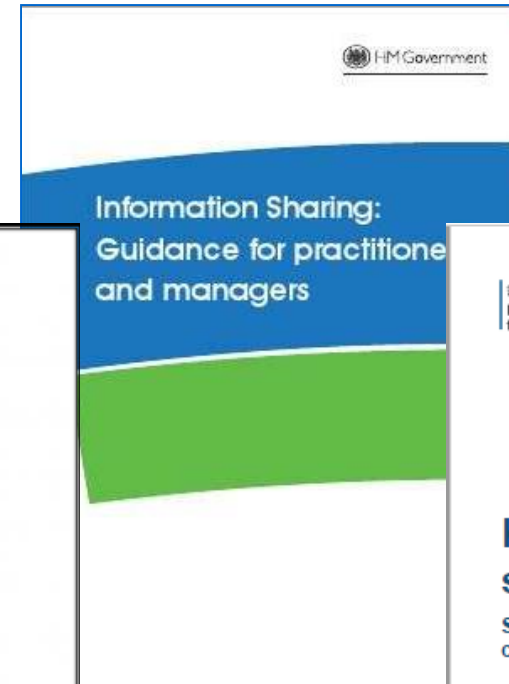 HM Government
Information Sharing:
Guidance for practitione
and managers